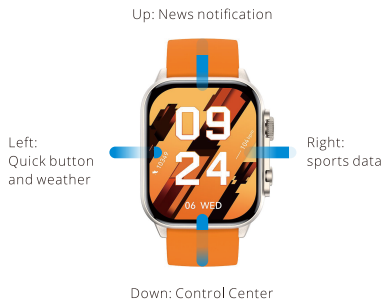 Up: News notification
09
24
06 WED
Left:
Quick button
and weather
Right:
sports data
Down: Control Center